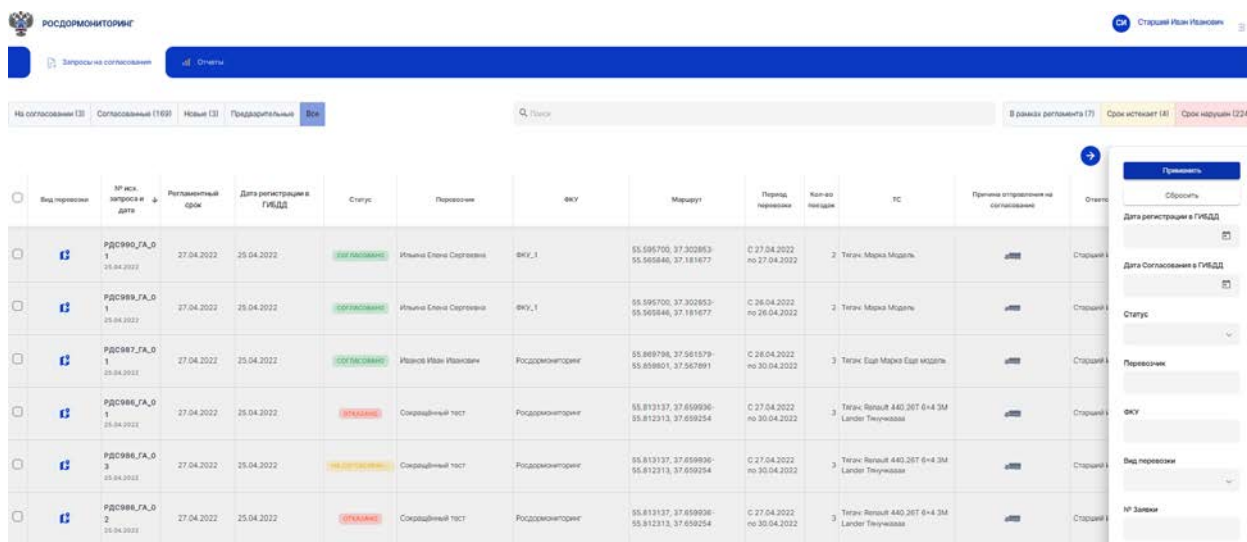 РОСДОРМОНИТОРИНГ
СИ Старший Иван Иванович
Запросы на согласования Отчеты
На согласовании (3) Согласованные (169) Новые (3) Предварительные Все Поиск В рамках регламента (7) Срок истекает (4) Срок нарушен (224
Применить
Сбросить
Вид перевозки
№ исх.
запроса и
дата
Регламентный
срок
Дата регистрации в
ГИБДД
Статус
Перевозчик
ФКУ
Маршрут
Период
перевозки
Кол-во
поездок
ТС
Причина отправления на
согласование
Ответс
РДС990_ГА_0
1
25.04.2022
27.04.2022 25.04.2022 СОГЛАСОВАНО Ильина Елена Сергеевна ФКУ_1
55.595700, 37.302853-
55.565846, 37.181677
С 27.04.2022
по 27.04.2022
2 Тягач: Марка Модель Старший И
РДС989_ГА_0
1
25.04.2022
27.04.2022 25.04.2022 СОГЛАСОВАНО Ильина Елена Сергеевна ФКУ_1
55.595700, 37.302853-
55.565846, 37.181677
С 26.04.2022
по 26.04.2022
2 Тягач: Марка Модель Старший И
РДС987_ГА_0
1
25.04.2022
27.04.2022 25.04.2022 СОГЛАСОВАНО Иванов Иван Иванович Росдормониторинг
55.869798, 37.561579-
55.859801, 37.567891
С 28.04.2022
по 30.04.2022
3 Тягач: Еще Марка Еще модель Старший И
РДС986_ГА_0
1
25.04.2022
27.04.2022 25.04.2022 ОТКАЗАНО Сокращённый тест Росдормониторинг
55.813137, 37.659936-
55.812313, 37.659254
С 27.04.2022
по 30.04.2022
3 Тягач: Renault 440.26T 6×4 3M
Lander Тягучкаааа
Старший И
РДС986_ГА_0
3
25.04.2022
27.04.2022 25.04.2022 Сокращённый тест Росдормониторинг
55.813137, 37.659936-
55.812313, 37.659254
С 27.04.2022
по 30.04.2022
3 Тягач: Renault 440.26T 6×4 3M
Lander Тягучкаааа
Старший И
РДС986_ГА_0
2
25.04.2022
27.04.2022 25.04.2022 ОТКАЗАНО Сокращённый тест Росдормониторинг
55.813137, 37.659936-
55.812313, 37.659254
С 27.04.2022
по 30.04.2022
3 Тягач: Renault 440.26T 6×4 3M
Lander Тягучкаааа
Старший И
Дата регистрации в ГИБДД
Дата Согласования в ГИБДД
Статус
Перевозчик
ФКУ
Вид перевозки
№ Заявки